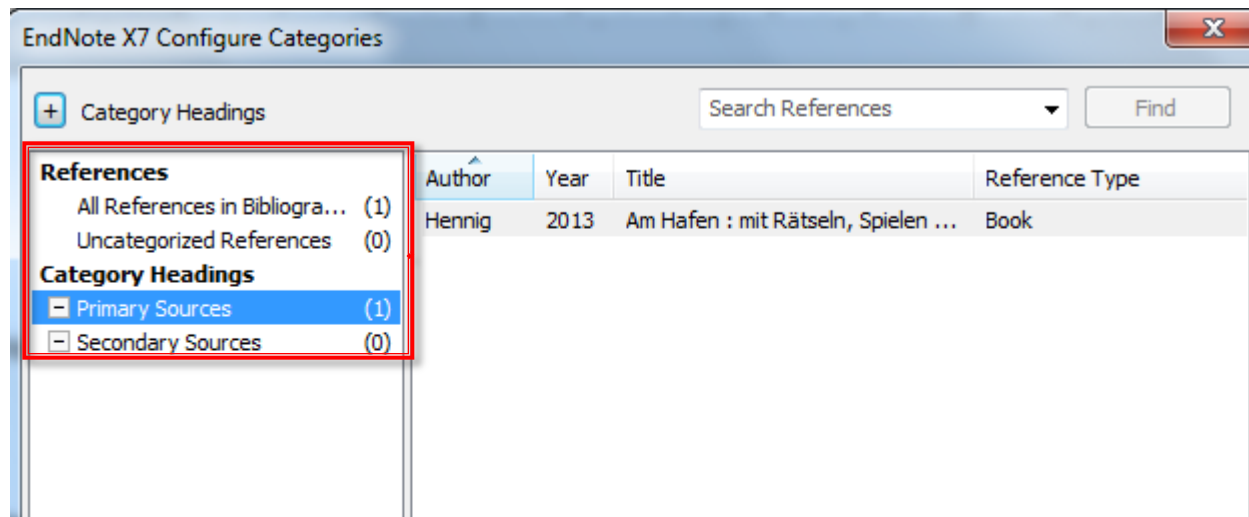 EndNote X7 Configure Categories
x
+ Category Headings Search References Find
References
All References in Bibliogra... (1)
Uncategorized References (0)
Category Headings
- Primary Sources (1)
- Secondary Sources (0)
Author Year Title Reference Type
Hennig 2013 Am Hafen : mit Rätseln, Spielen ... Book